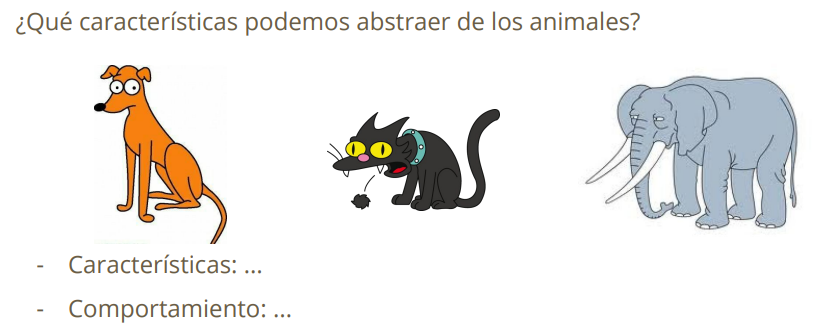 ¿Qué características podemos abstraer de los animales?
- Características: ...
- Comportamiento: ...